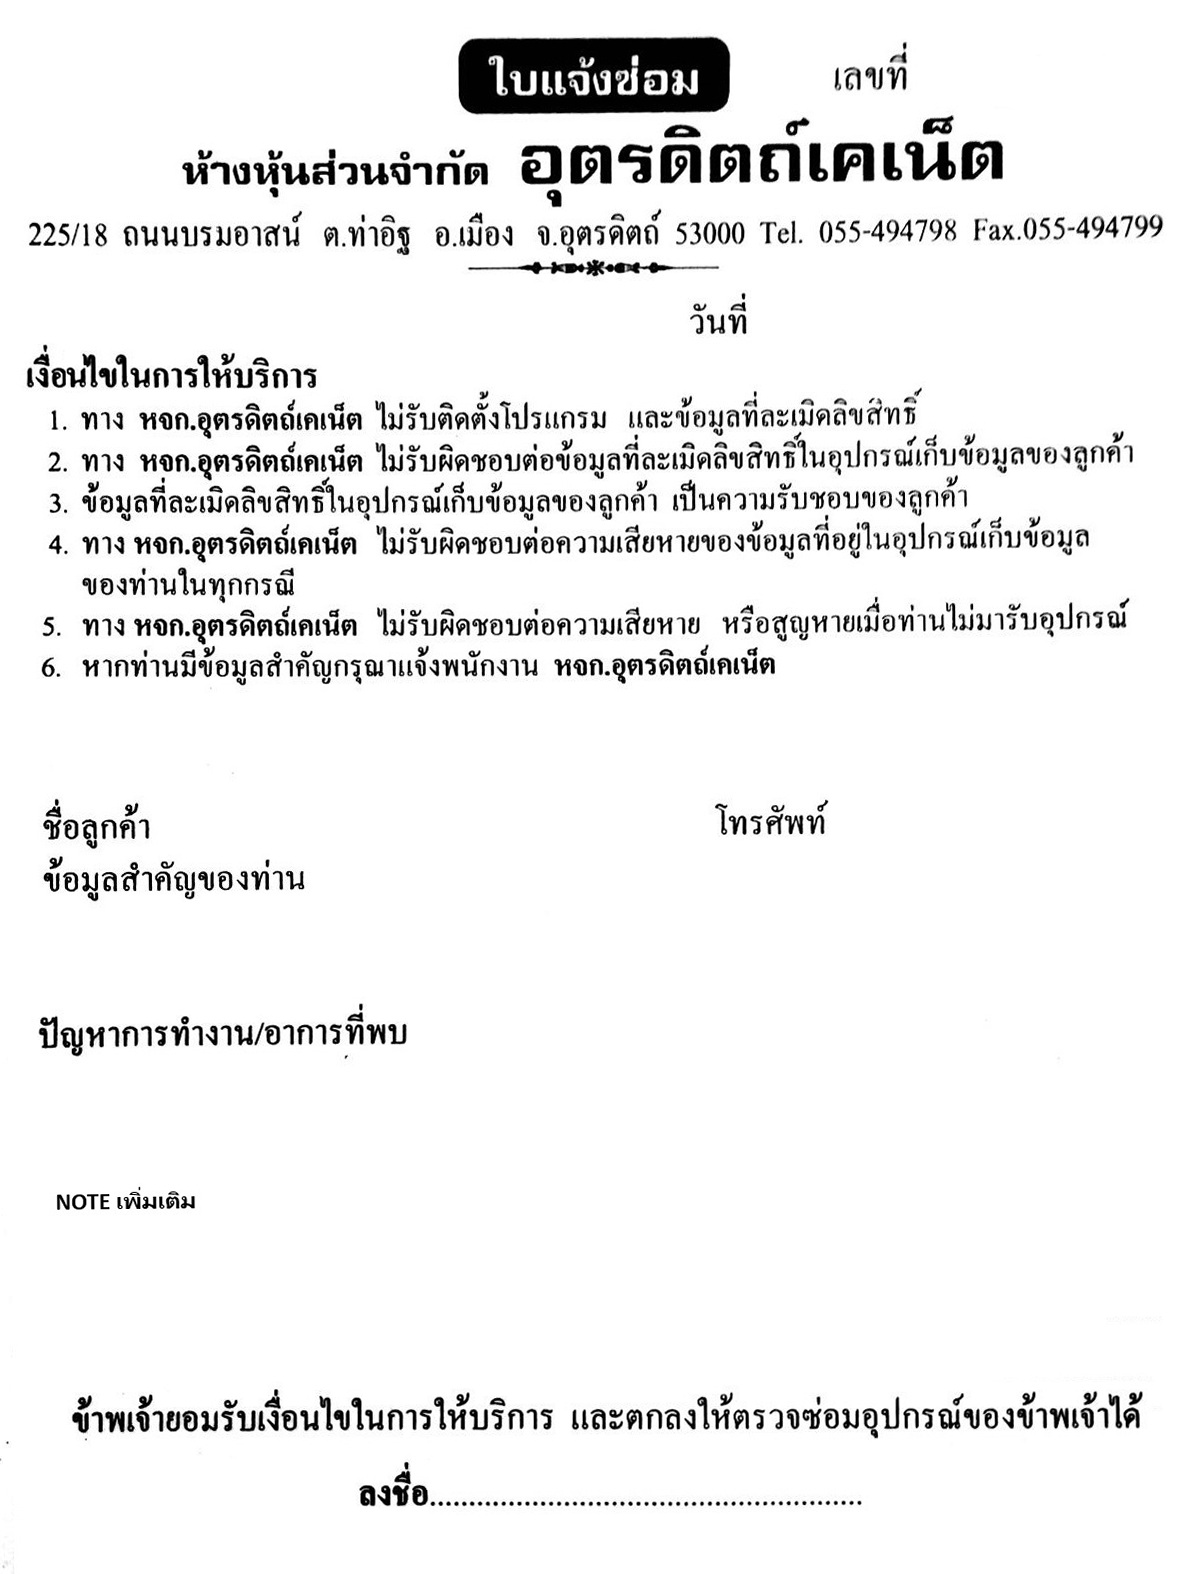 ใบแจ้งซ่อม
เลขที่
ห้างหุ้นส่วนจำกัด อุตรดิตถ์เคเน็ต
225/18 ถนนบรมอาสน์ ต.ท่าอิฐ อ.เมือง จ.อุตรดิตถ์ 53000 Tel. 055-494798 Fax.055-494799
วันที่
เงื่อนไขในการให้บริการ
1. ทาง หจก.อุตรดิตถ์เคเน็ต ไม่รับติดตั้งโปรแกรม และข้อมูลที่ละเมิดลิขสิทธิ์
2. ทาง หจก.อุตรดิตถ์เคเน็ต ไม่รับผิดชอบต่อข้อมูลที่ละเมิดลิขสิทธิ์ในอุปกรณ์เก็บข้อมูลของลูกค้า
3. ข้อมูลที่ละเมิดลิขสิทธิ์ในอุปกรณ์เก็บข้อมูลของลูกค้า เป็นความรับชอบของลูกค้า
4. ทาง หจก.อุตรดิตถ์เคเน็ต ไม่รับผิดชอบต่อความเสียหายของข้อมูลที่อยู่ในอุปกรณ์เก็บข้อมูล
ของท่านในทุกกรณี
5. ทาง หจก.อุตรดิตถ์เคเน็ต ไม่รับผิดชอบต่อความเสียหาย หรือสูญหายเมื่อท่านไม่มารับอุปกรณ์
6. หากท่านมีข้อมูลสำคัญกรุณาแจ้งพนักงาน หจก.อุตรดิตถ์เคเน็ต
ชื่อลูกค้า โทรศัพท์
ข้อมูลสำคัญของท่าน
ปัญหาการทำงาน/อาการที่พบ
NOTE เพิ่มเติม
ข้าพเจ้ายอมรับเงื่อนไขในการให้บริการ และตกลงให้ตรวจซ่อมอุปกรณ์ของข้าพเจ้าได้
ลงชื่อ......................................................